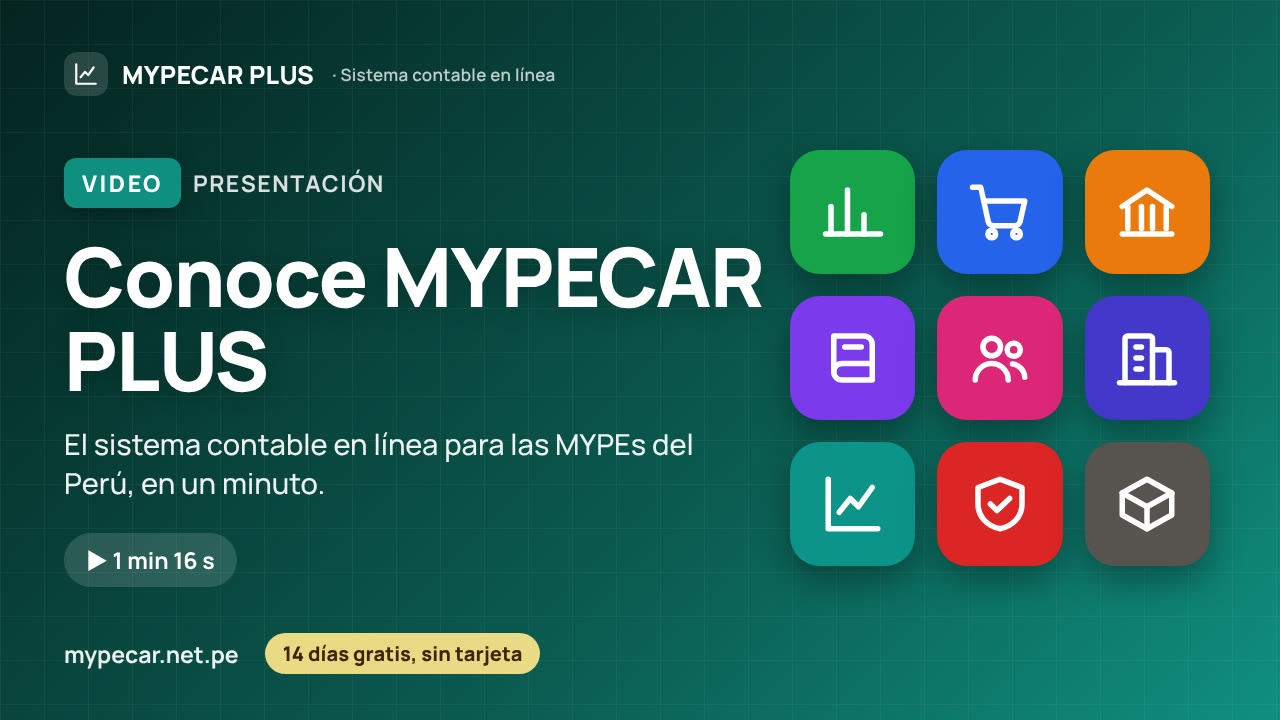 MYPECAR PLUS · Sistema contable en línea
VIDEO PRESENTACIÓN
Conoce MYPECAR
PLUS
El sistema contable en línea para las MYPEs del
Perú, en un minuto.
▶ 1 min 16 s
mypecar.net.pe 14 días gratis, sin tarjeta